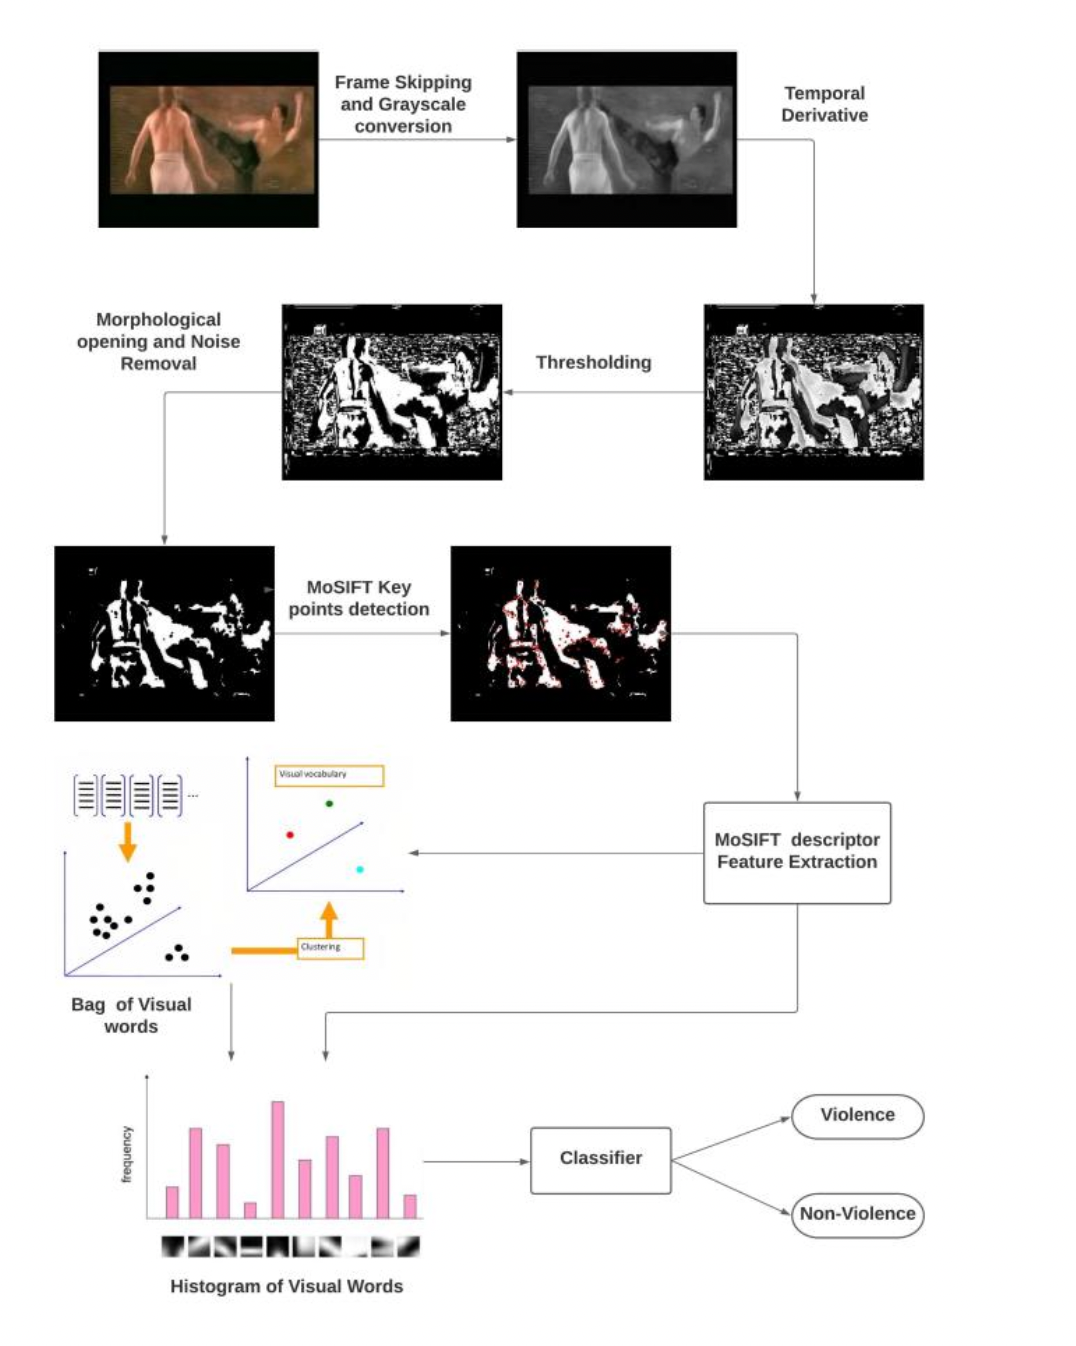 Frame Skipping
and Grayscale
conversion
Temporal
Derivative
Morphological
opening and Noise
Removal
Thresholding
MoSIFT Key
points detection
Visual vocabulary
...
MoSIFT descriptor
Feature Extraction
Clustering
Bag of Visual
words
frequency
Classifier
Violence
Non-Violence
Histogram of Visual Words